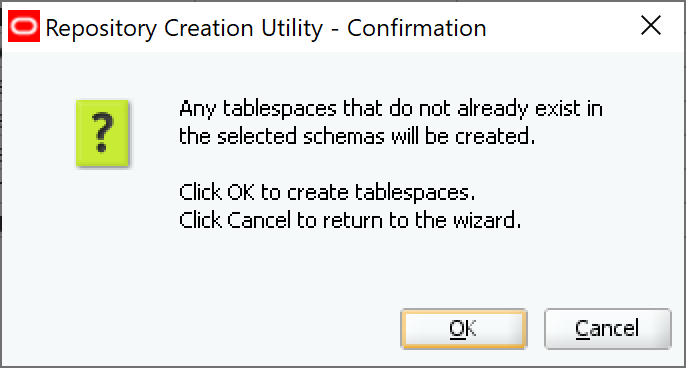 Repository Creation Utility - Confirmation
?
Any tablespaces that do not already exist in
the selected schemas will be created.
Click OK to create tablespaces.
Click Cancel to return to the wizard.
OK
Cancel